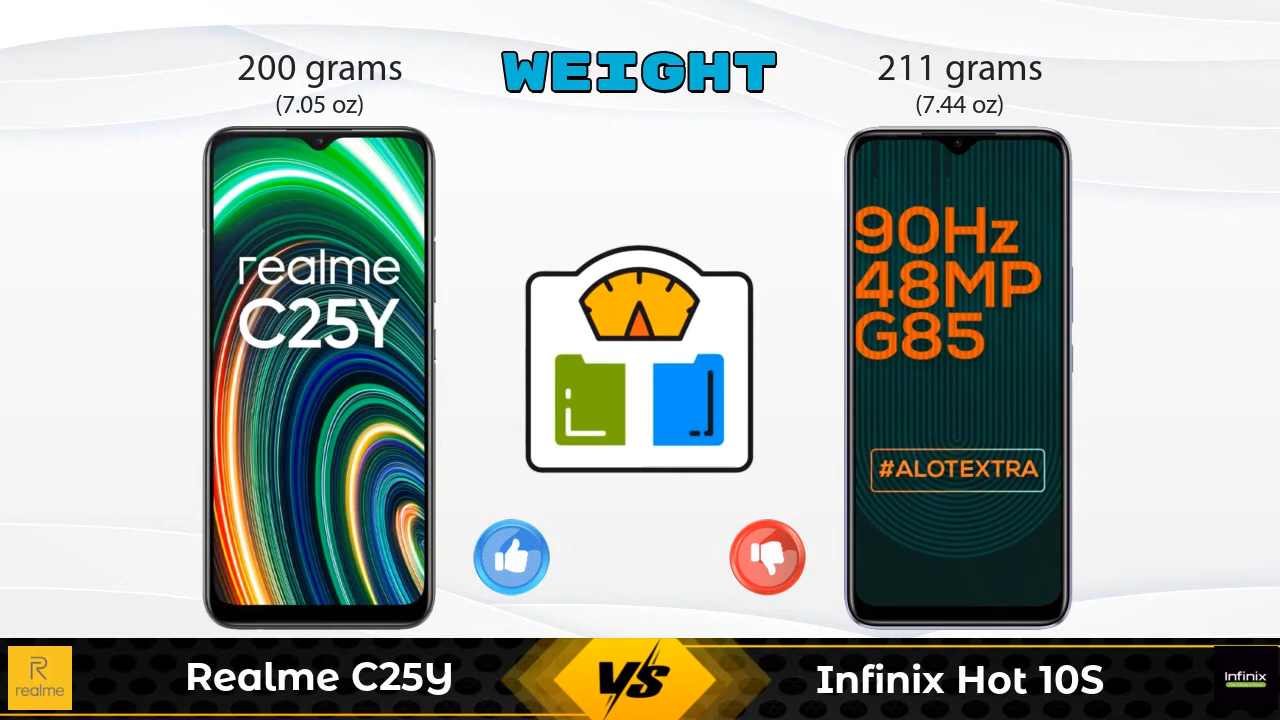 WEIGHT
200 grams
(7.05 oz)
211 grams
(7.44 oz)
realme
C25Y
90Hz
48MP
G85
#ALOTEXTRA
R
realme
Realme C25Y
VS
Infinix Hot 10S
Infinix